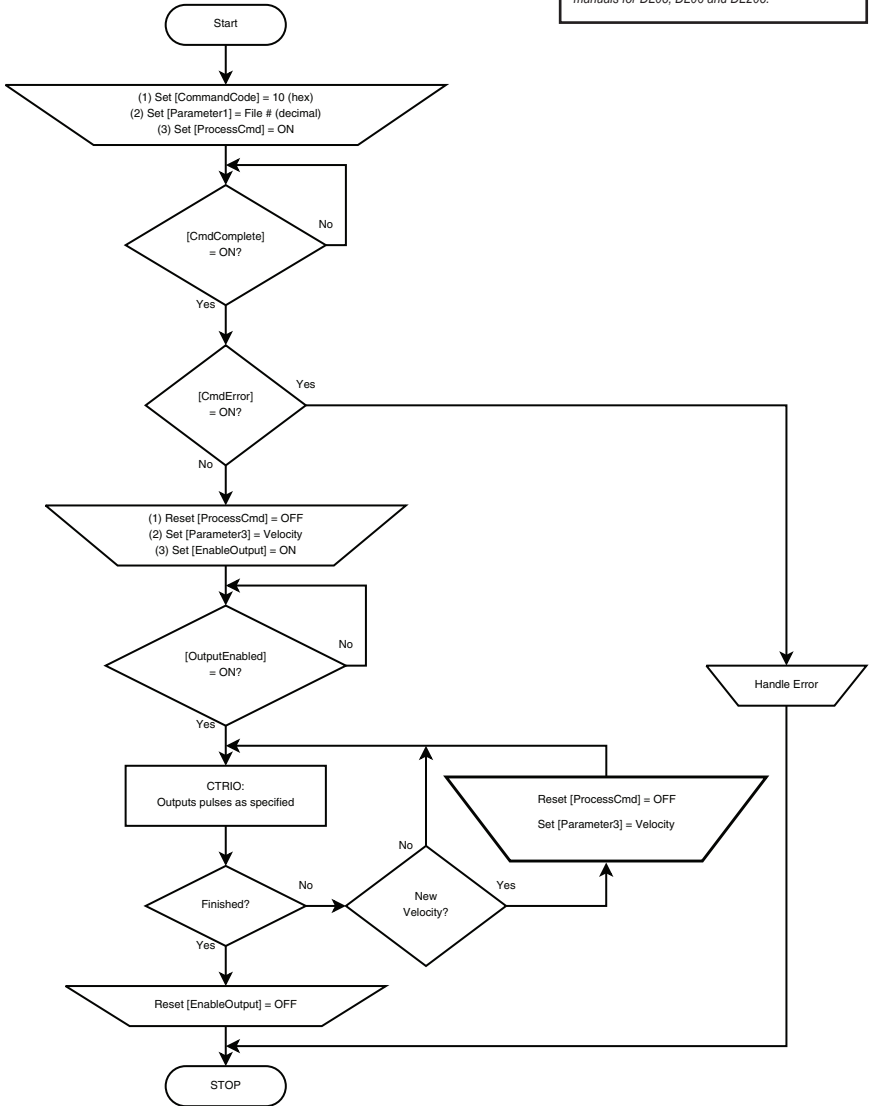 manuals for DL05, DL06 and DL205.
Start
(1) Set [CommandCode] = 10 (hex)
(2) Set [Parameter1] = File # (decimal)
(3) Set [ProcessCmd] = ON
[CmdComplete]
= ON?
No
Yes
[CmdError]
= ON?
Yes
No
(1) Reset [ProcessCmd] = OFF
(2) Set [Parameter3] = Velocity
(3) Set [EnableOutput] = ON
[OutputEnabled]
= ON?
No
Yes
Handle Error
CTRIO:
Outputs pulses as specified
Reset [ProcessCmd] = OFF
Set [Parameter3] = Velocity
Finished?
No
Yes
New
Velocity?
No
Yes
Reset [EnableOutput] = OFF
STOP